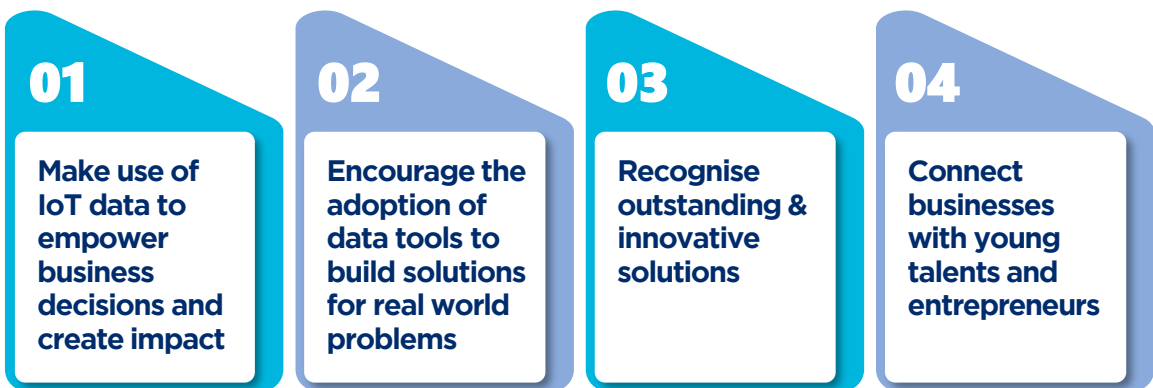 01
Make use of
IoT data to
empower
business
decisions and
create impact
02
Encourage the
adoption of
data tools to
build solutions
for real world
problems
03
Recognise
outstanding &
innovative
solutions
04
Connect
businesses
with young
talents and
entrepreneurs